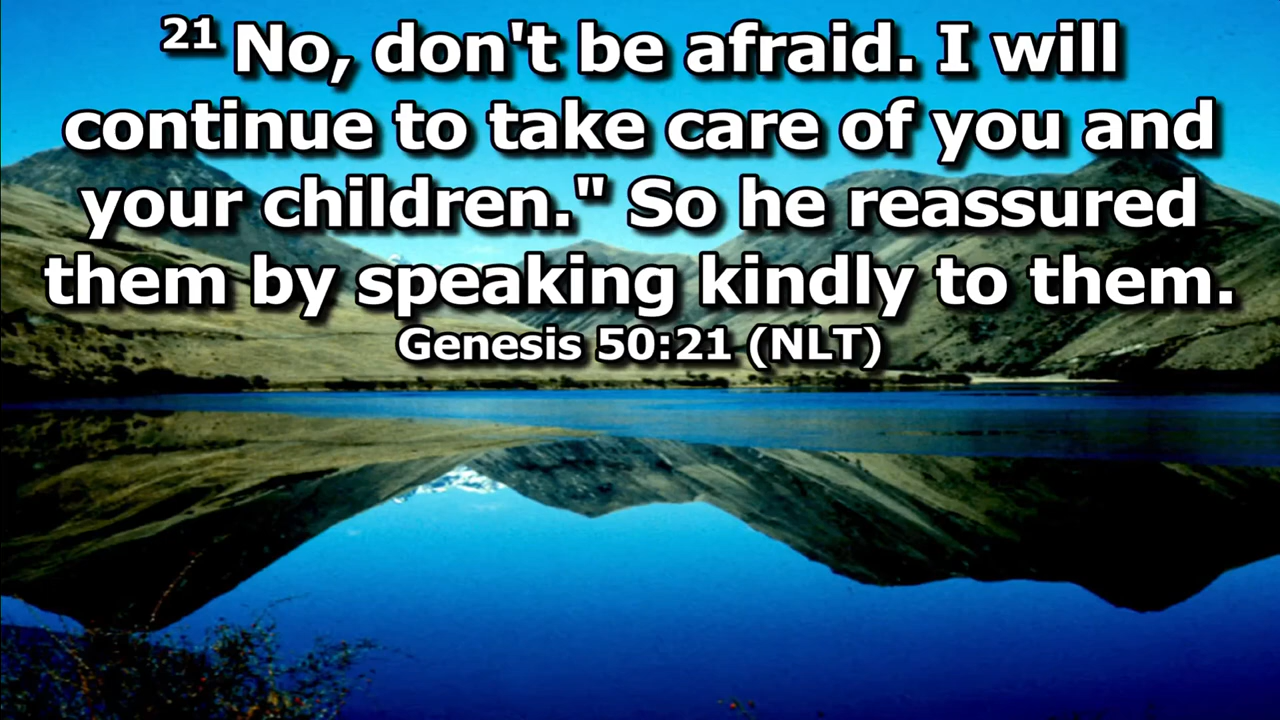 21 No, don't be afraid. I will
continue to take care of you and
your children." So he reassured
them by speaking kindly to them.
Genesis 50:21 (NLT)